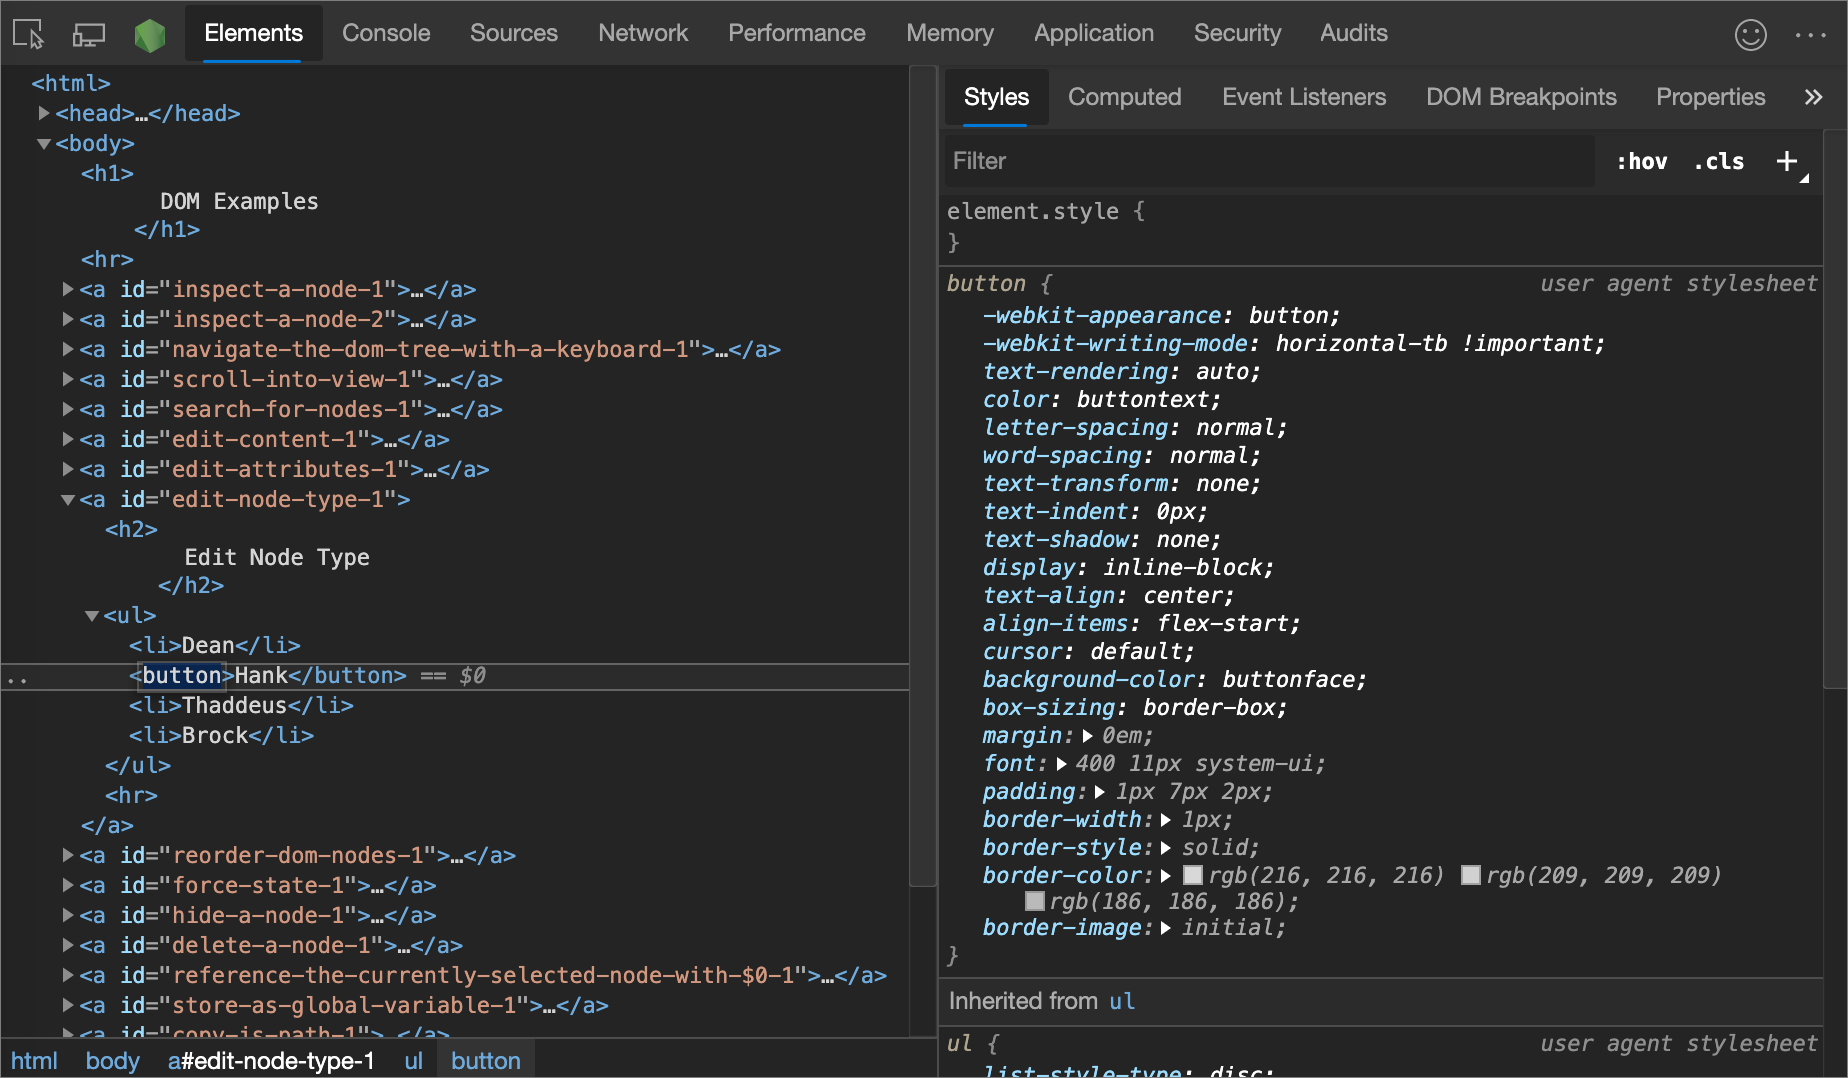 Elements Console Sources Network Performance Memory Application Security Audits
<html>
<head>…</head>
<body>
<h1>
DOM Examples
</h1>
<hr>
<a id="inspect-a-node-1">…</a>
<a id="inspect-a-node-2">…</a>
<a id="navigate-the-dom-tree-with-a-keyboard-1">…</a>
<a id="scroll-into-view-1">…</a>
<a id="search-for-nodes-1">…</a>
<a id="edit-content-1">…</a>
<a id="edit-attributes-1">…</a>
<a id="edit-node-type-1">
<h2>
Edit Node Type
</h2>
<ul>
<li>Dean</li>
<button>Hank</button> == $0
<li>Thaddeus</li>
<li>Brock</li>
</ul>
<hr>
</a>
<a id="reorder-dom-nodes-1">…</a>
<a id="force-state-1">…</a>
<a id="hide-a-node-1">…</a>
<a id="delete-a-node-1">…</a>
<a id="reference-the-currently-selected-node-with-$0-1">…</a>
<a id="store-as-global-variable-1">…</a>
<a id="copy-js-path-1">…</a>
html body a#edit-node-type-1 ul button
Styles Computed Event Listeners DOM Breakpoints Properties »
Filter :hov .cls +
element.style {
}
button { user agent stylesheet
-webkit-appearance: button;
-webkit-writing-mode: horizontal-tb !important;
text-rendering: auto;
color: buttontext;
letter-spacing: normal;
word-spacing: normal;
text-transform: none;
text-indent: 0px;
text-shadow: none;
display: inline-block;
text-align: center;
align-items: flex-start;
cursor: default;
background-color: buttonface;
box-sizing: border-box;
margin: 0em;
font: 400 11px system-ui;
padding: 1px 7px 2px;
border-width: 1px;
border-style: solid;
border-color: rgb(216, 216, 216) rgb(209, 209, 209)
rgb(186, 186, 186);
border-image: initial;
}
Inherited from ul
ul { user agent stylesheet
list-style-type: disc;